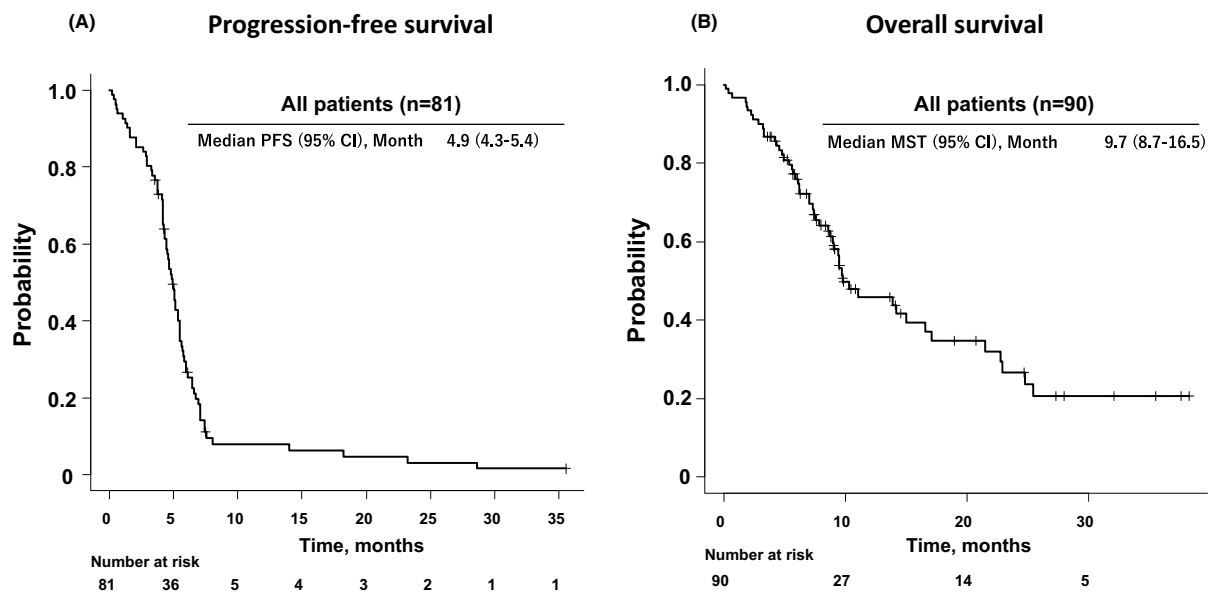 (A) Progression-free survival
1.0
0.8
0.6
0.4
0.2
0
Probability
All patients (n=81)
Median PFS (95% CI), Month 4.9 (4.3-5.4)
0 5 10 15 20 25 30 35
Time, months
Number at risk
81 36 5 4 3 2 1 1
(B) Overall survival
1.0
0.8
0.6
0.4
0.2
0
Probability
All patients (n=90)
Median MST (95% CI), Month 9.7 (8.7-16.5)
0 10 20 30
Time, months
Number at risk
90 27 14 5